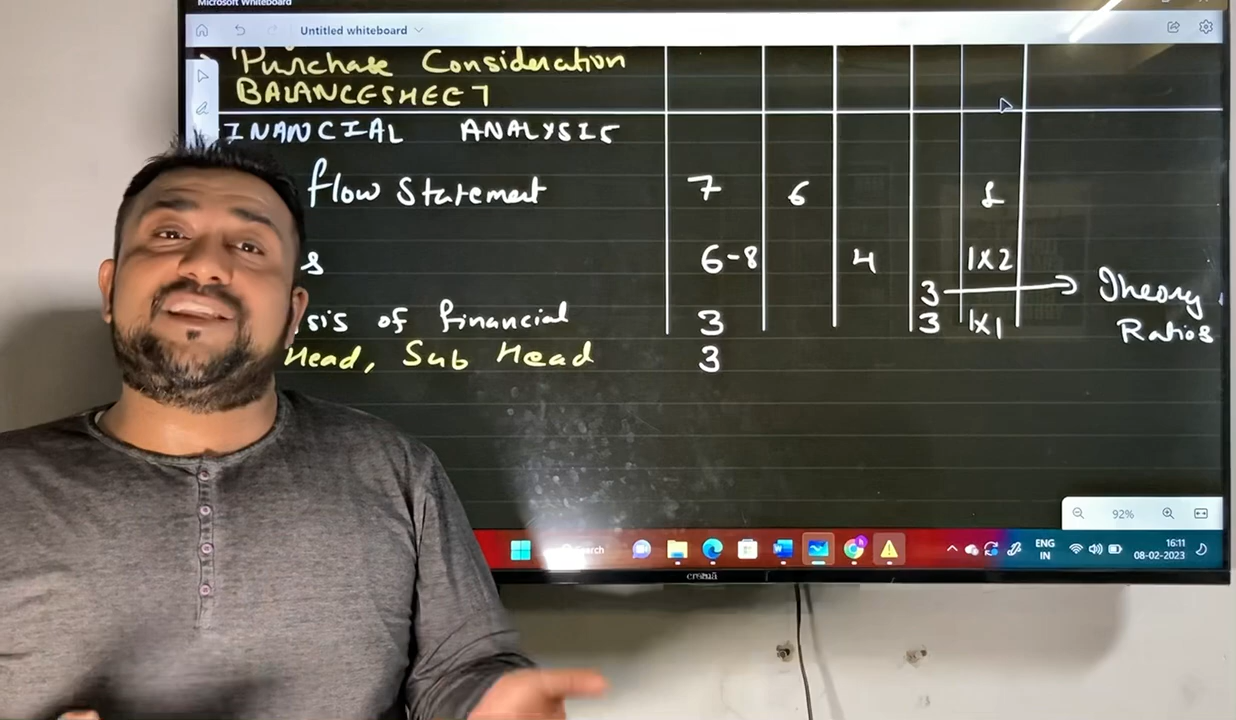 Microsoft Whiteboard
Untitled whiteboard
Purchase Consideration
BALANCESHEET
INANCIAL ANALYSIS
flow Statement 7 6 1
s 6-8 4 1X2
3 Theory
sis of financial 3 3 1X1 Ratios
Head, Sub Head 3
92%
Search
ENG 16:11
IN 08-02-2023